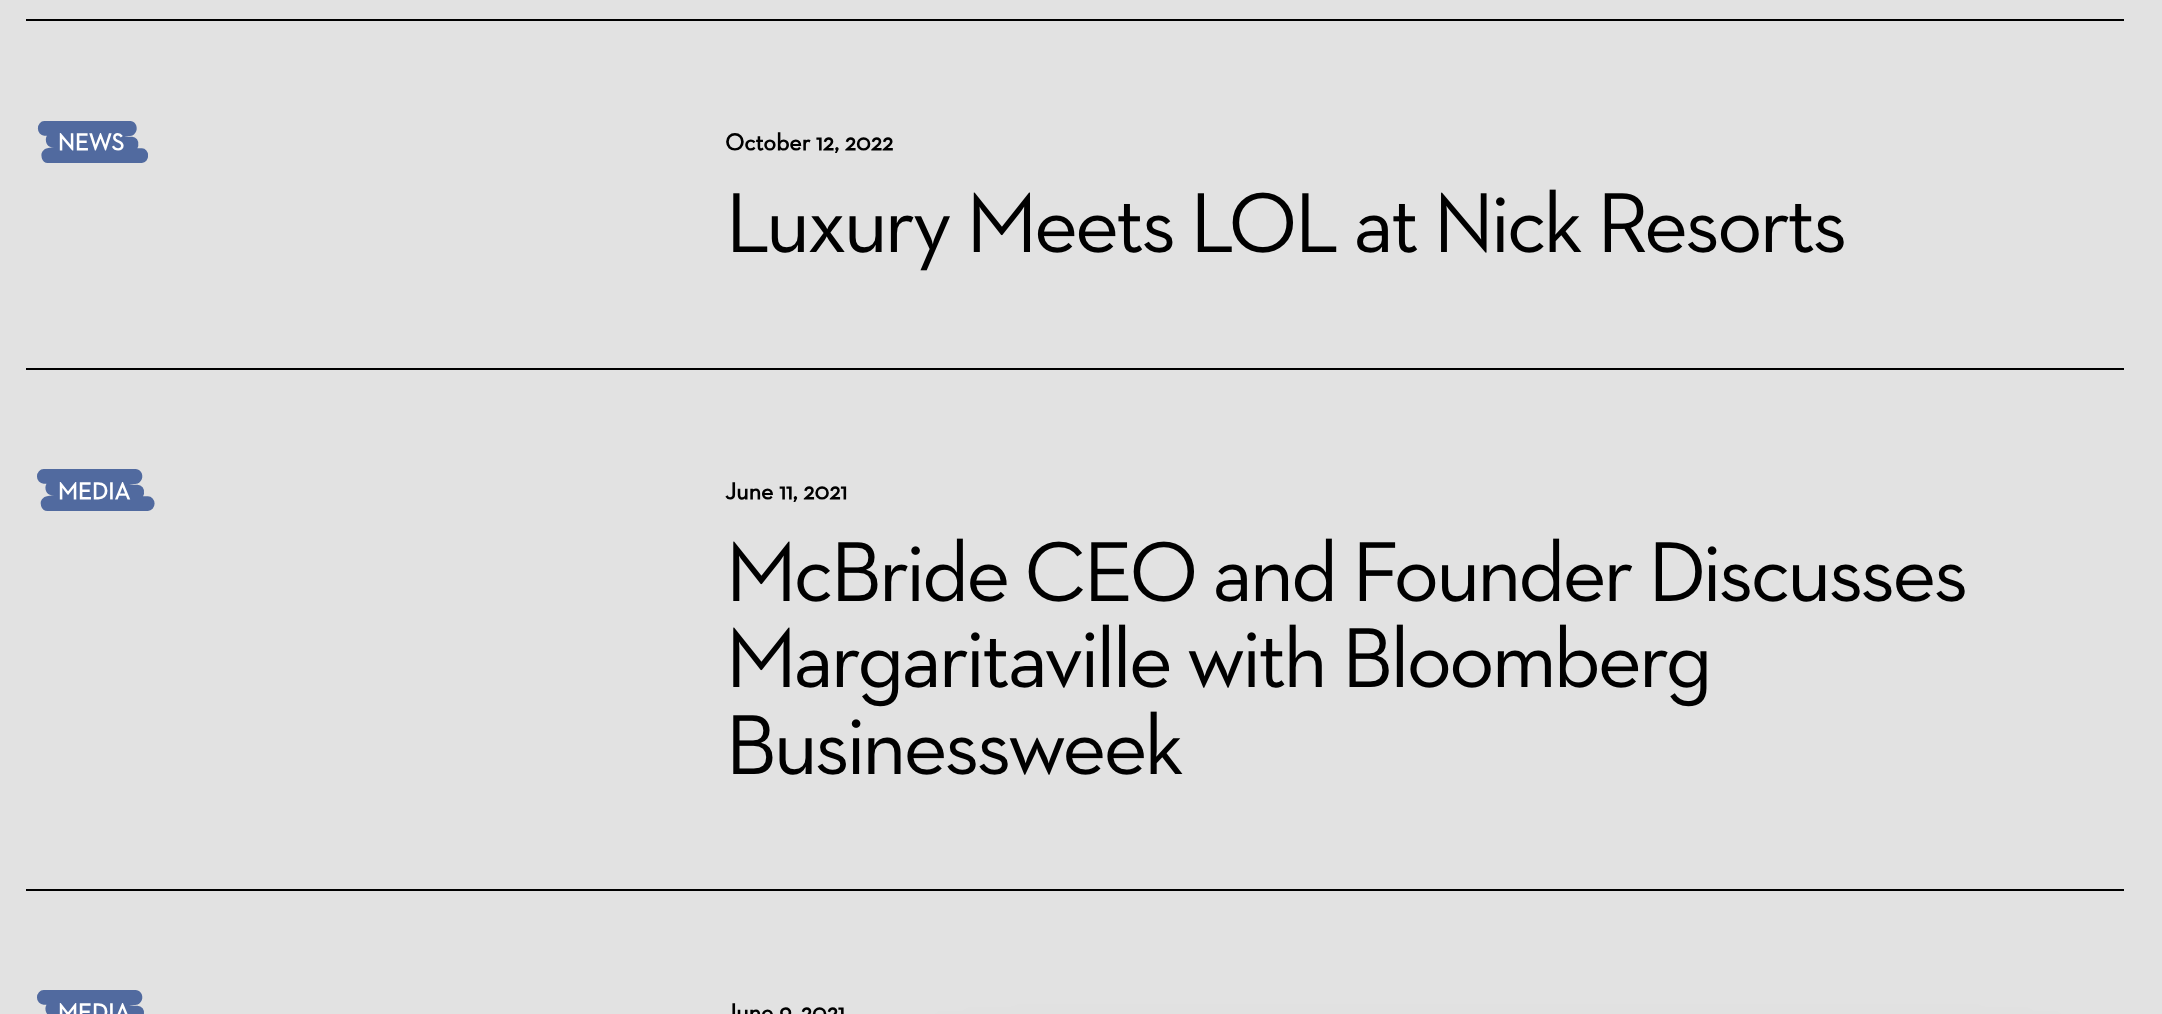 NEWS
October 12, 2022
Luxury Meets LOL at Nick Resorts
MEDIA
June 11, 2021
McBride CEO and Founder Discusses
Margaritaville with Bloomberg
Businessweek
MEDIA
June 9, 2021